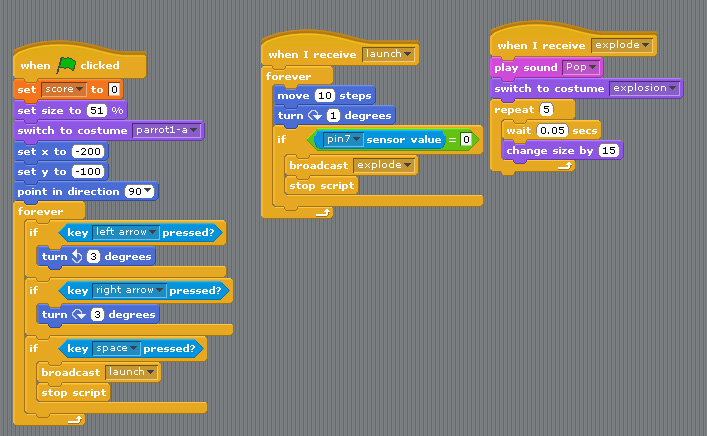 when clicked
set score to 0
set size to 51 %
switch to costume parrot1-a
set x to -200
set y to -100
point in direction 90
forever
if key left arrow pressed?
turn 3 degrees
if key right arrow pressed?
turn 3 degrees
if key space pressed?
broadcast launch
stop script
when I receive launch
forever
move 10 steps
turn 1 degrees
if pin7 sensor value = 0
broadcast explode
stop script
when I receive explode
play sound Pop
switch to costume explosion
repeat 5
wait 0.05 secs
change size by 15